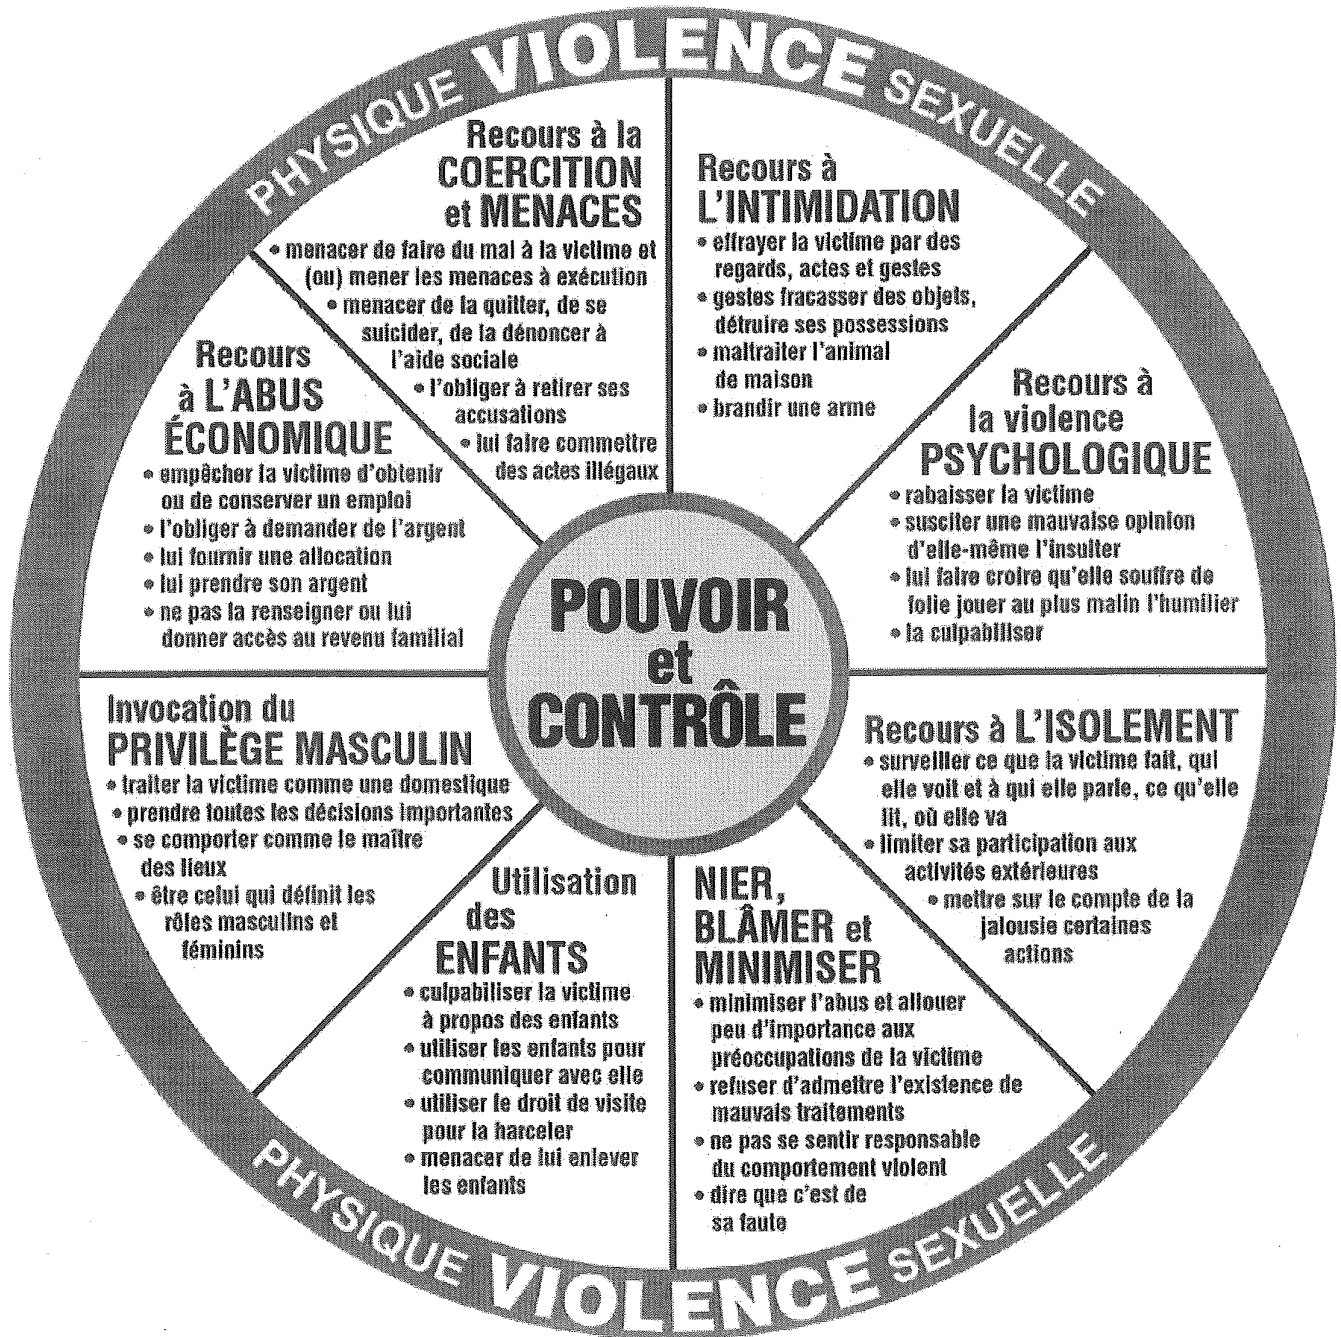 PHYSIQUE VIOLENCE SEXUELLE
Recours à la
COERCITION
et MENACES
• menacer de faire du mal à la victime et
(ou) mener les menaces à exécution
• menacer de la quitter, de se
suicider, de la dénoncer à
l'aide sociale
• l'obliger à retirer ses
accusations
• lui faire commettre
des actes illégaux
Recours à
L'INTIMIDATION
• effrayer la victime par des
regards, actes et gestes
• gestes fracasser des objets,
détruire ses possessions
• maltraiter l'animal
de maison
• brandir une arme
Recours à
la violence
PSYCHOLOGIQUE
• rabaisser la victime
• susciter une mauvaise opinion
d'elle-même l'insulter
• lui faire croire qu'elle souffre de
folie jouer au plus malin l'humilier
• la culpabiliser
Recours à L'ISOLEMENT
• surveiller ce que la victime fait, qui
elle voit et à qui elle parle, ce qu'elle
lit, où elle va
• limiter sa participation aux
activités extérieures
• mettre sur le compte de la
jalousie certaines
actions
NIER,
BLÂMER et
MINIMISER
• minimiser l'abus et allouer
peu d'importance aux
préoccupations de la victime
• refuser d'admettre l'existence de
mauvais traitements
• ne pas se sentir responsable
du comportement violent
• dire que c'est de
sa faute
Utilisation
des
ENFANTS
• culpabiliser la victime
à propos des enfants
• utiliser les enfants pour
communiquer avec elle
• utiliser le droit de visite
pour la harceler
• menacer de lui enlever
les enfants
Invocation du
PRIVILÈGE MASCULIN
• traiter la victime comme une domestique
• prendre toutes les décisions importantes
• se comporter comme le maître
des lieux
• être celui qui définit les
rôles masculins et
féminins
Recours
à L'ABUS
ÉCONOMIQUE
• empêcher la victime d'obtenir
ou de conserver un emploi
• l'obliger à demander de l'argent
• lui fournir une allocation
• lui prendre son argent
• ne pas la renseigner ou lui
donner accès au revenu familial
POUVOIR
et
CONTRÔLE
PHYSIQUE VIOLENCE SEXUELLE